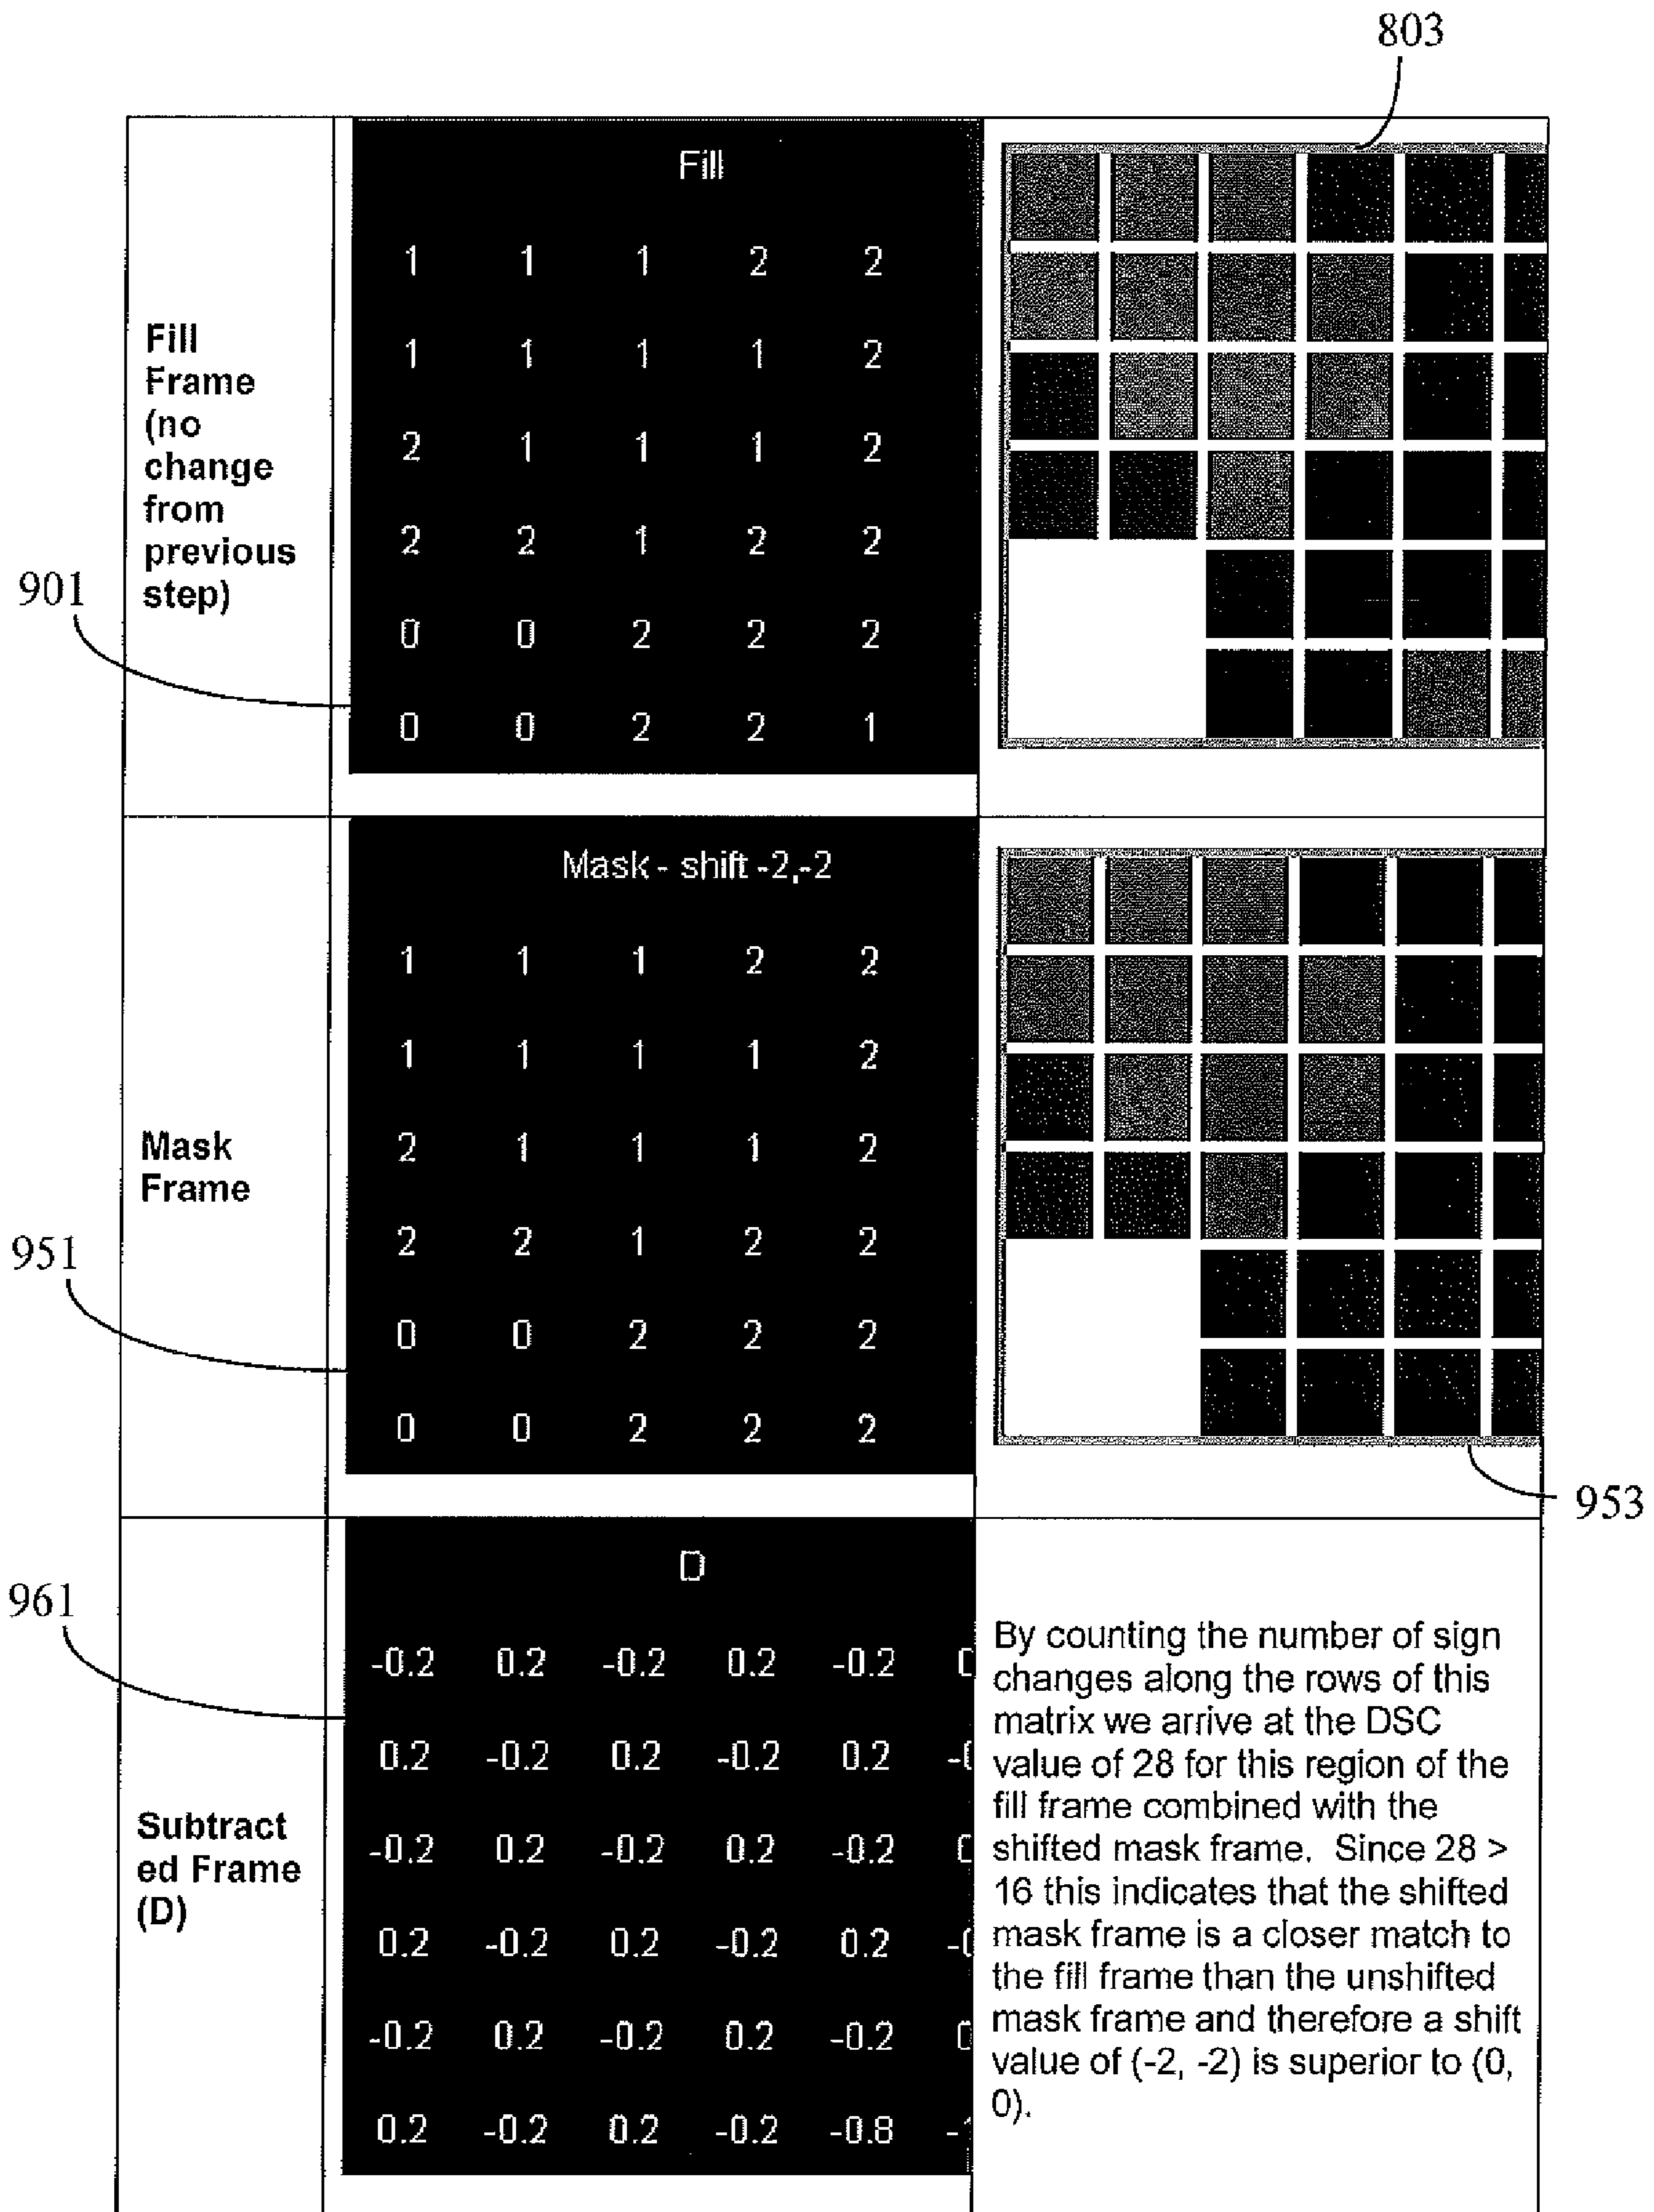 803
Fill
Frame
(no
change
from
previous
step)
901
Fill
1 1 1 2 2
1 1 1 1 2
2 1 1 1 2
2 2 1 2 2
0 0 2 2 2
0 0 2 2 1
Mask
Frame
951
Mask - shift -2,-2
1 1 1 2 2
1 1 1 1 2
2 1 1 1 2
2 2 1 2 2
0 0 2 2 2
0 0 2 2 2
953
961
Subtract
ed Frame
(D)
D
-0.2 0.2 -0.2 0.2 -0.2
0.2 -0.2 0.2 -0.2 0.2
-0.2 0.2 -0.2 0.2 -0.2
0.2 -0.2 0.2 -0.2 0.2
-0.2 0.2 -0.2 0.2 -0.2
0.2 -0.2 0.2 -0.2 -0.8
By counting the number of sign
changes along the rows of this
matrix we arrive at the DSC
value of 28 for this region of the
fill frame combined with the
shifted mask frame. Since 28 >
16 this indicates that the shifted
mask frame is a closer match to
the fill frame than the unshifted
mask frame and therefore a shift
value of (-2, -2) is superior to (0,
0).